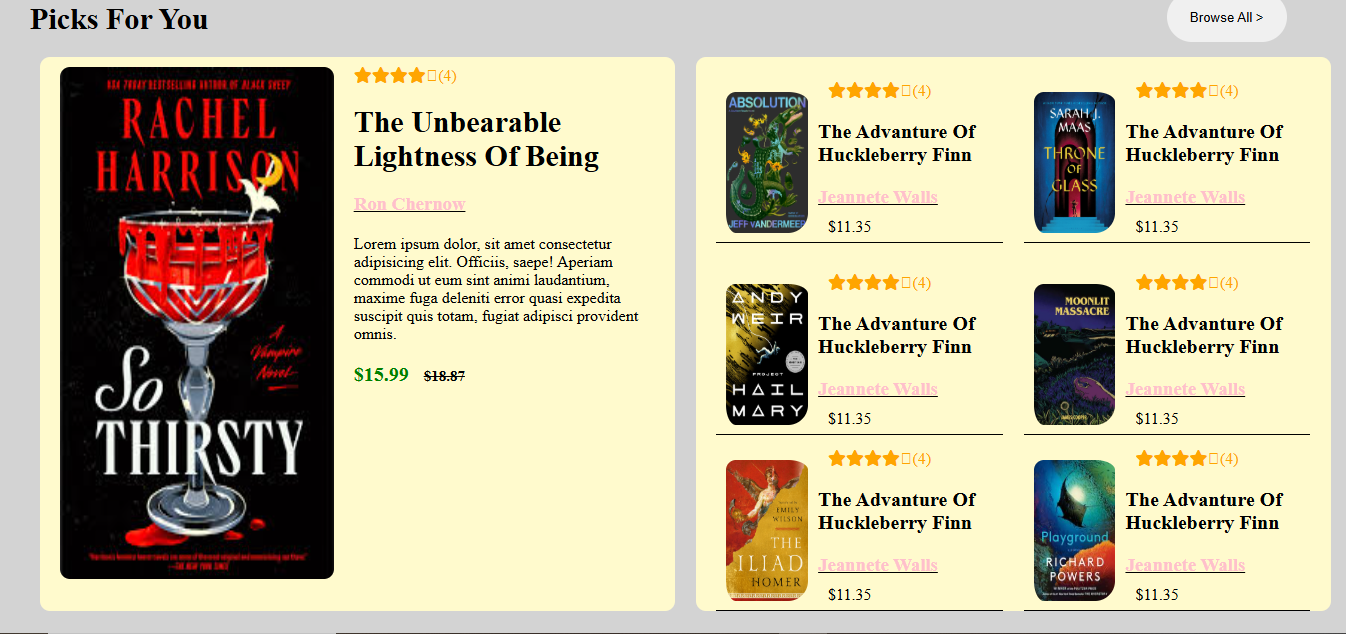 Picks For You
Browse All >
USA TODAY BESTSELLING AUTHOR OF BLACK SHEEP
RACHEL
HARRISON
A
Vampire
Novel
So
THIRSTY
—THE NEW YORK TIMES
(4)
The Unbearable
Lightness Of Being
Ron Chernow
Lorem ipsum dolor, sit amet consectetur
adipisicing elit. Officiis, saepe! Aperiam
commodi ut eum sint animi laudantium,
maxime fuga deleniti error quasi expedita
suscipit quis totam, fugiat adipisci provident
omnis.
$15.99 $18.87
ABSOLUTION
JEFF VANDERMEER
(4)
The Advanture Of
Huckleberry Finn
Jeannete Walls
$11.35
SARAH J.
MAAS
THRONE
OF
GLASS
(4)
The Advanture Of
Huckleberry Finn
Jeannete Walls
$11.35
ANDY
WEIR
PROJECT
HAIL
MARY
(4)
The Advanture Of
Huckleberry Finn
Jeannete Walls
$11.35
MOONLIT
MASSACRE
(4)
The Advanture Of
Huckleberry Finn
Jeannete Walls
$11.35
EMILY
WILSON
THE
ILIAD
HOMER
(4)
The Advanture Of
Huckleberry Finn
Jeannete Walls
$11.35
Playground
RICHARD
POWERS
(4)
The Advanture Of
Huckleberry Finn
Jeannete Walls
$11.35